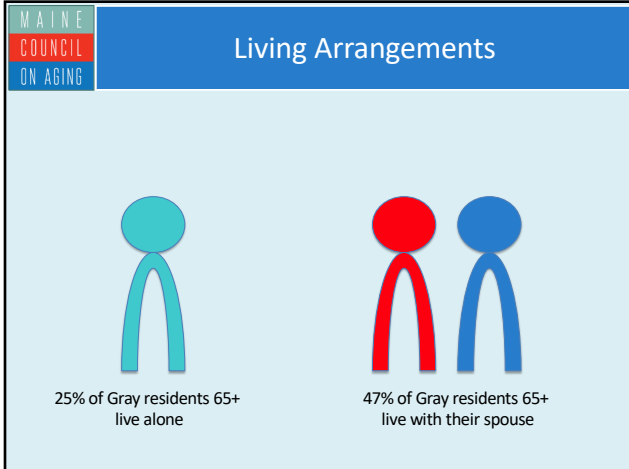 MAINE
COUNCIL
ON AGING
Living Arrangements
25% of Gray residents 65+
live alone
47% of Gray residents 65+
live with their spouse